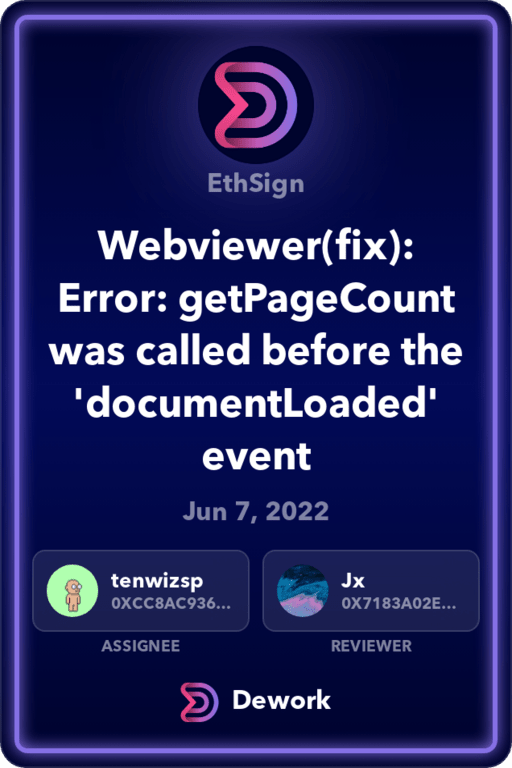 EthSign
Webviewer(fix):
Error: getPageCount
was called before the
'documentLoaded'
event
Jun 7, 2022
tenwizsp
0XCC8AC936...
Jx
0X7183A02E...
ASSIGNEE
REVIEWER
Dework